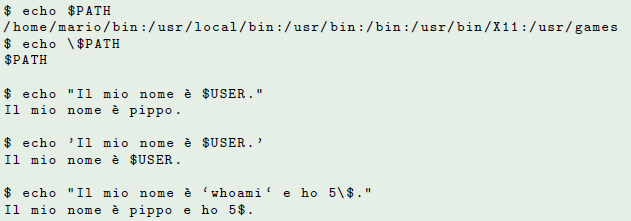 $ echo $PATH
/home/mario/bin:/usr/local/bin:/usr/bin:/bin:/usr/bin/X11:/usr/games
$ echo \$PATH
$PATH
$ echo "Il mio nome è $USER."
Il mio nome è pippo.
$ echo ’Il mio nome è $USER.’
Il mio nome è $USER.
$ echo "Il mio nome è ‘whoami‘ e ho 5\$."
Il mio nome è pippo e ho 5$.